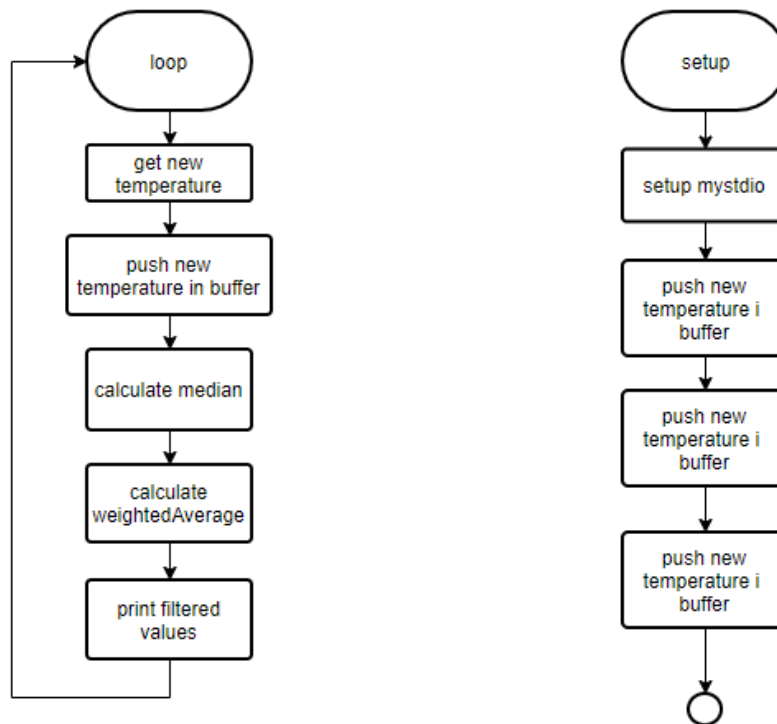 loop
get new
temperature
push new
temperature in buffer
calculate median
calculate
weightedAverage
print filtered
values
setup
setup mystdio
push new
temperature i
buffer
push new
temperature i
buffer
push new
temperature i
buffer